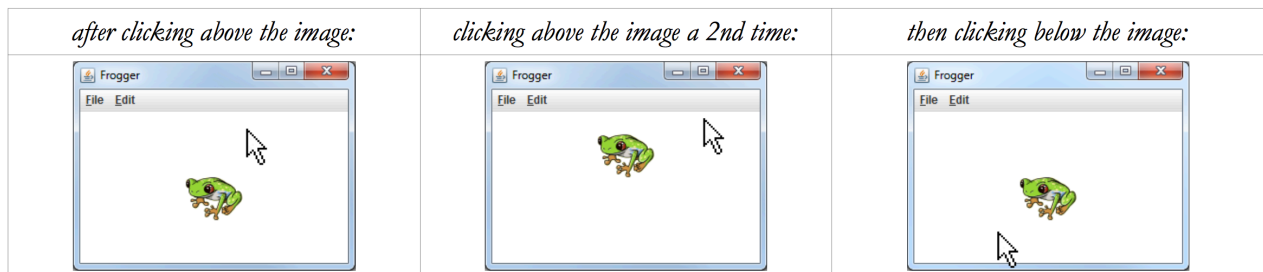 after clicking above the image:
clicking above the image a 2nd time:
then clicking below the image:
Frogger
File Edit
Frogger
File Edit
Frogger
File Edit